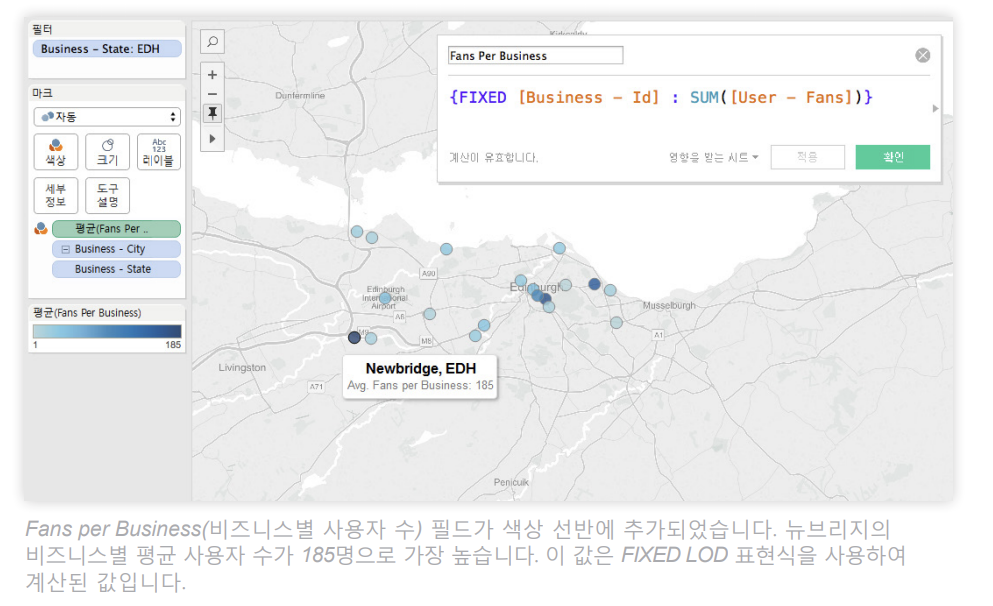 필터
Business - State: EDH
마크
자동
색상
크기
Abc
123
레이블
세부
정보
도구
설명
평균(Fans Per ..
Business - City
Business - State
평균(Fans Per Business)
1
185
Dunfermline
Fans Per Business
{FIXED [Business - Id] : SUM([User - Fans])}
계산이 유효합니다.
영향을 받는 시트
적용
확인
A90
Edinburgh
Edinburgh
International
Airport
A8
Musselburgh
M9
M8
A1
Livingston
Newbridge, EDH
Avg. Fans per Business: 185
A71
Penicuik
Fans per Business(비즈니스별 사용자 수) 필드가 색상 선반에 추가되었습니다. 뉴브리지의
비즈니스별 평균 사용자 수가 185명으로 가장 높습니다. 이 값은 FIXED LOD 표현식을 사용하여
계산된 값입니다.